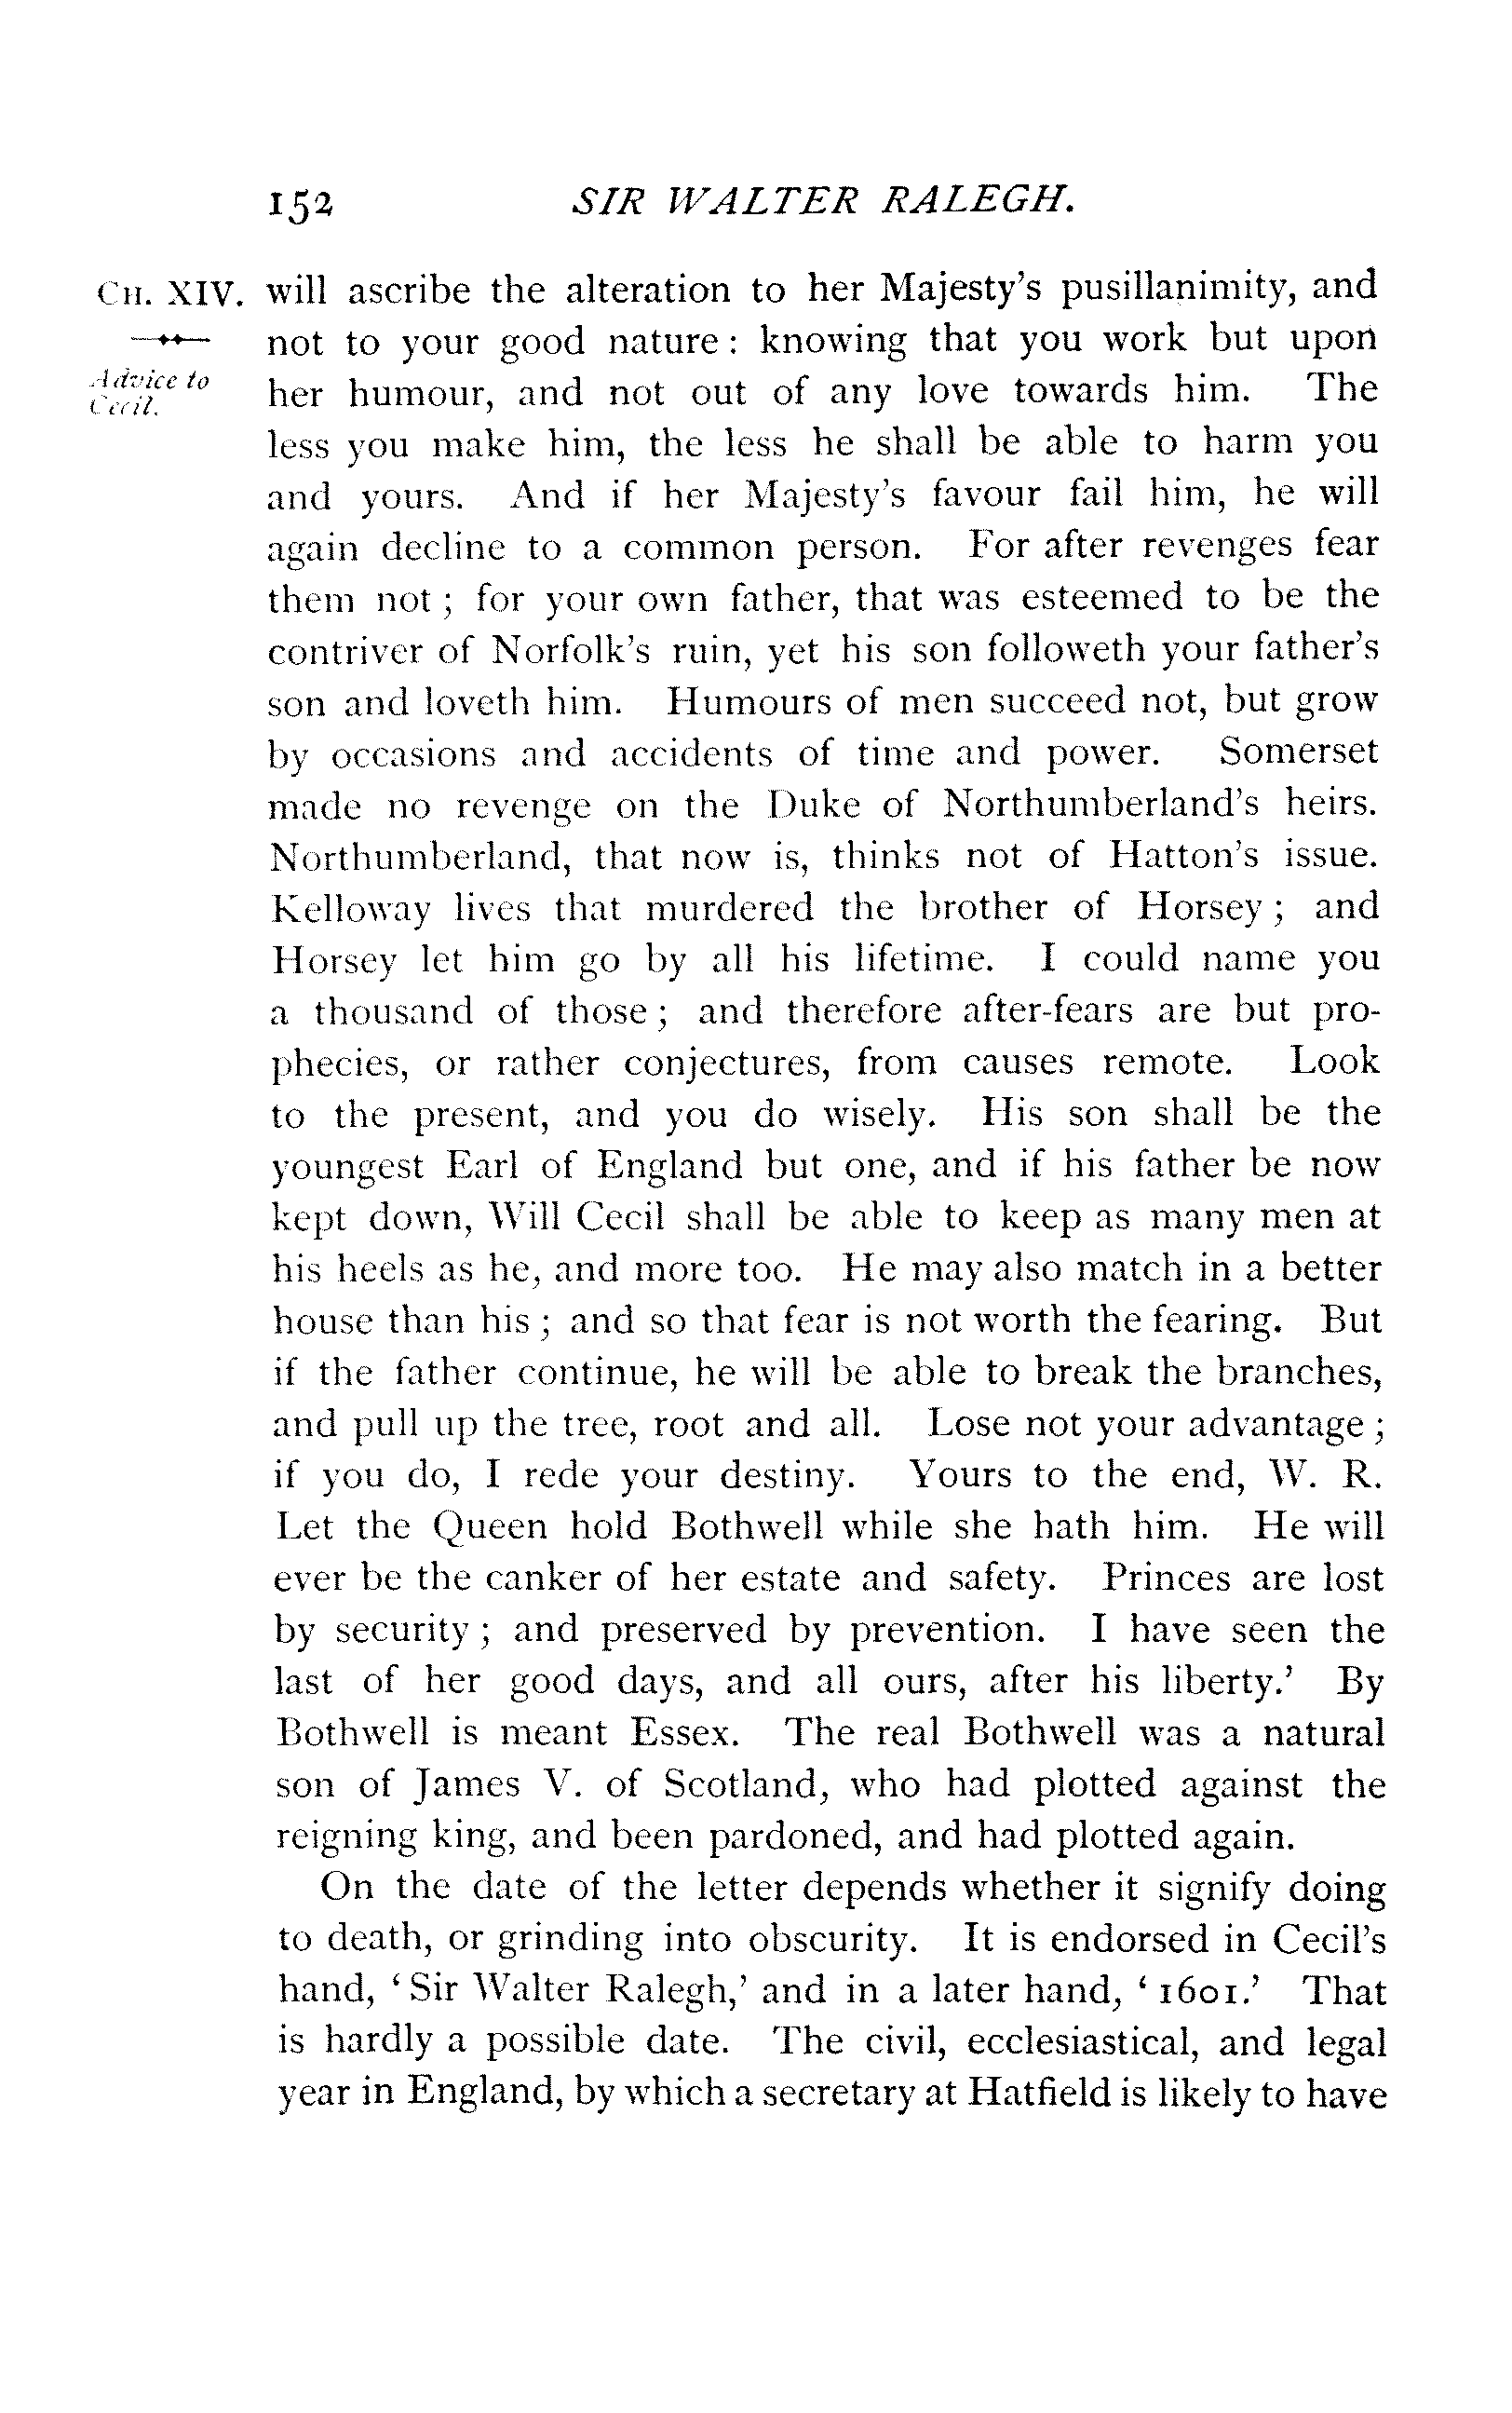 152 SIR WALTER RALEGH.
CH. XIV. will ascribe the alteration to her Majesty's pusillanimity, and
not to your good nature : knowing that you work but upon
Advice to
Cecil.
her humour, and not out of any love towards him. The
less you make him, the less he shall be able to harm you
and yours. And if her Majesty's favour fail him, he will
again decline to a common person. For after revenges fear
them not ; for your own father, that was esteemed to be the
contriver of Norfolk's ruin, yet his son followeth your father's
son and loveth him. Humours of men succeed not, but grow
by occasions and accidents of time and power. Somerset
made no revenge on the Duke of Northumberland's heirs.
Northumberland, that now is, thinks not of Hatton's issue.
Kelloway lives that murdered the brother of Horsey ; and
Horsey let him go by all his lifetime. I could name you
a thousand of those ; and therefore after-fears are but pro-
phecies, or rather conjectures, from causes remote. Look
to the present, and you do wisely. His son shall be the
youngest Earl of England but one, and if his father be now
kept down, Will Cecil shall be able to keep as many men at
his heels as he, and more too. He may also match in a better
house than his ; and so that fear is not worth the fearing. But
if the father continue, he will be able to break the branches,
and pull up the tree, root and all. Lose not your advantage ;
if you do, I rede your destiny. Yours to the end, W. R.
Let the Queen hold Bothwell while she hath him. He will
ever be the canker of her estate and safety. Princes are lost
by security ; and preserved by prevention. I have seen the
last of her good days, and all ours, after his liberty.' By
Bothwell is meant Essex. The real Bothwell was a natural
son of James V. of Scotland, who had plotted against the
reigning king, and been pardoned, and had plotted again.
On the date of the letter depends whether it signify doing
to death, or grinding into obscurity. It is endorsed in Cecil's
hand, ‘ Sir Walter Ralegh,’ and in a later hand, ‘ 1601.’ That
is hardly a possible date. The civil, ecclesiastical, and legal
year in England, by which a secretary at Hatfield is likely to have